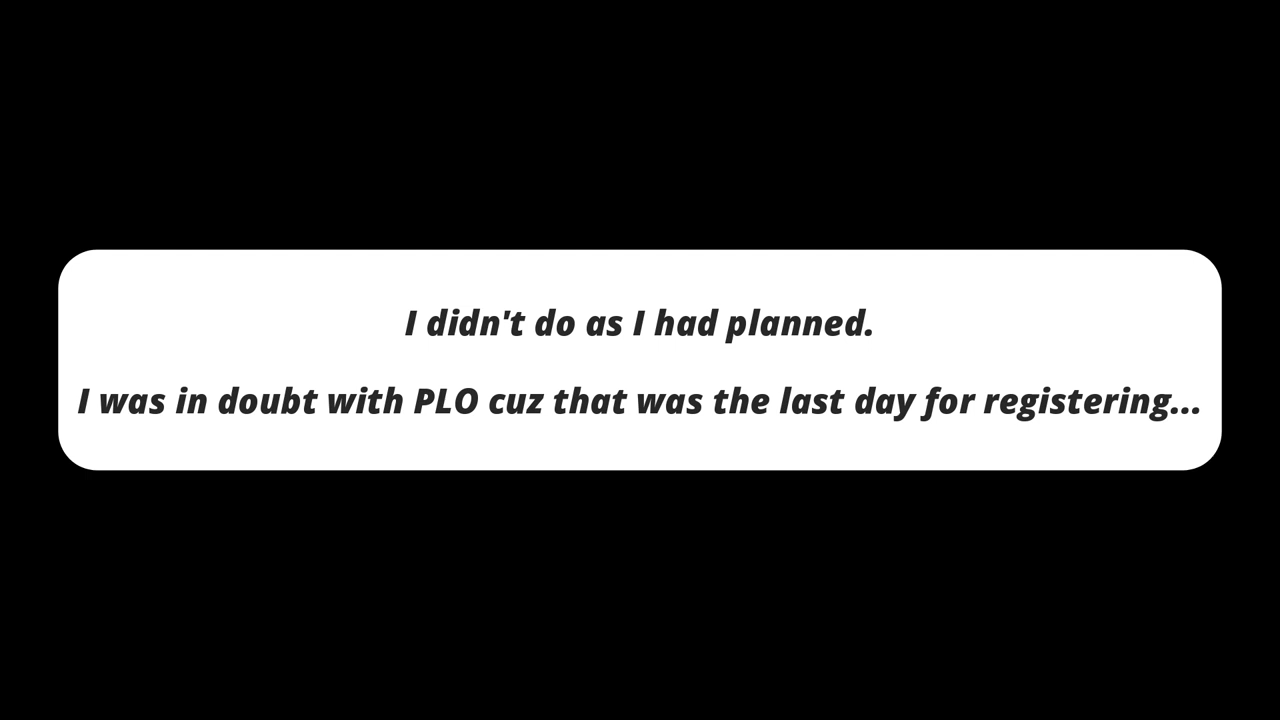 I didn't do as I had planned.
I was in doubt with PLO cuz that was the last day for registering...